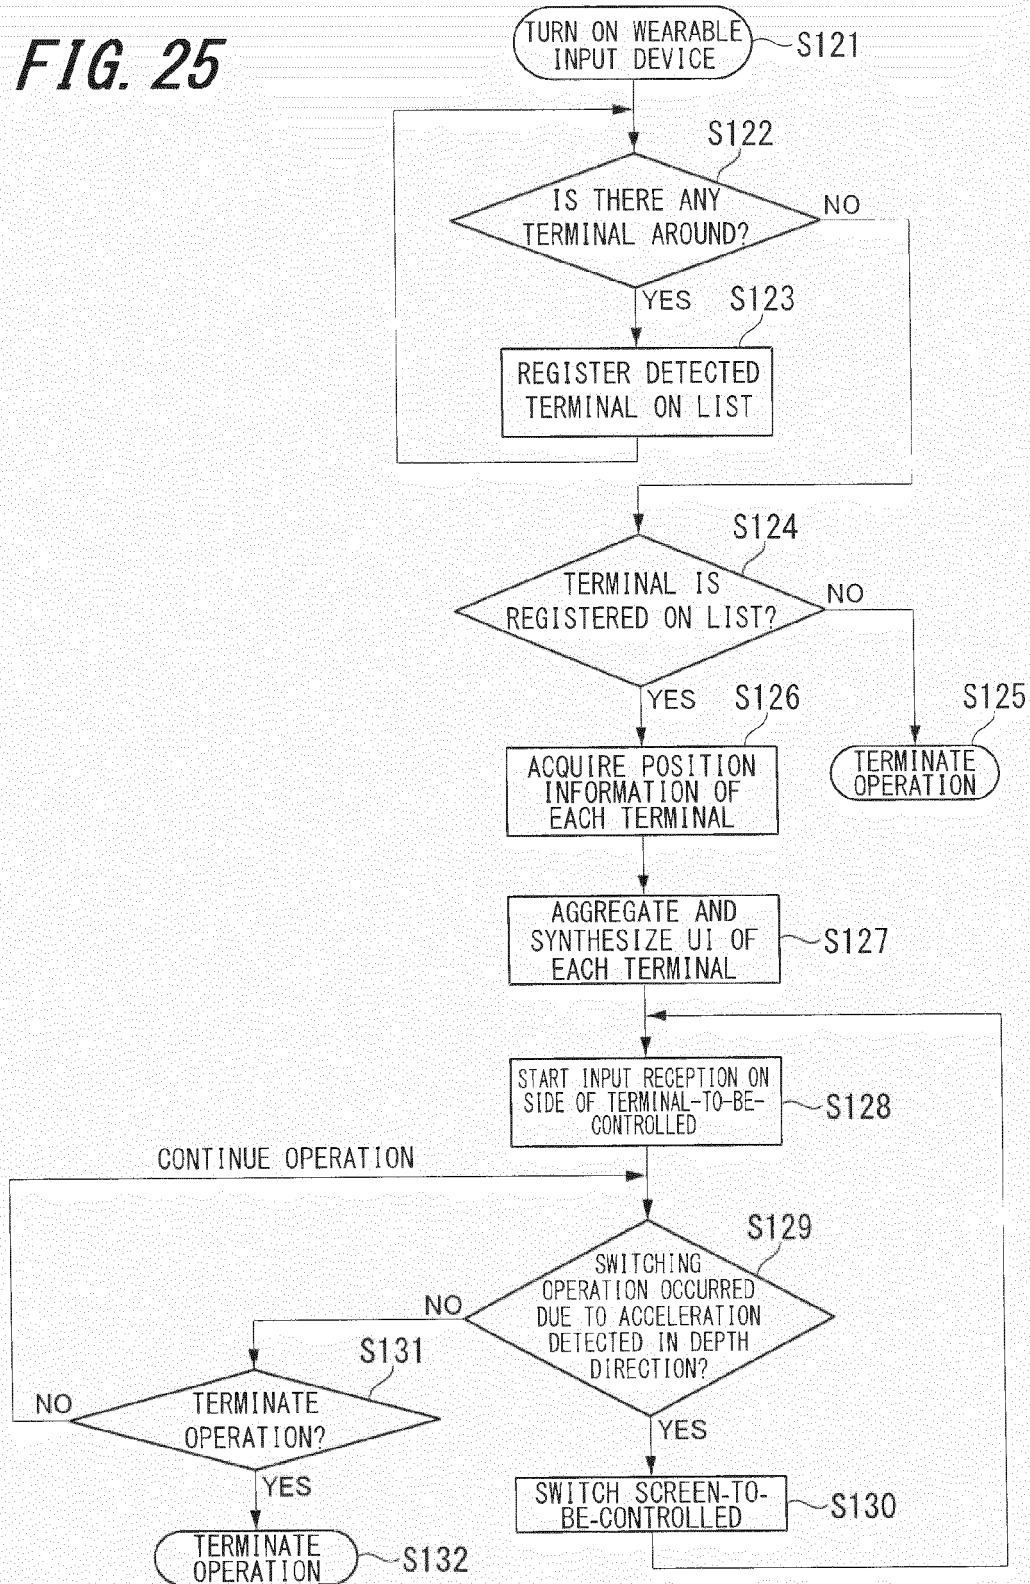 FIG. 25
TURN ON WEARABLE
INPUT DEVICE
S121
S122
IS THERE ANY
TERMINAL AROUND?
NO
YES
S123
REGISTER DETECTED
TERMINAL ON LIST
S124
TERMINAL IS
REGISTERED ON LIST?
NO
YES
S125
TERMINATE
OPERATION
S126
ACQUIRE POSITION
INFORMATION OF
EACH TERMINAL
AGGREGATE AND
SYNTHESIZE UI OF
EACH TERMINAL
S127
START INPUT RECEPTION ON
SIDE OF TERMINAL-TO-BE-
CONTROLLED
S128
CONTINUE OPERATION
S129
SWITCHING
OPERATION OCCURRED
DUE TO ACCELERATION
DETECTED IN DEPTH
DIRECTION?
NO
YES
S131
TERMINATE
OPERATION?
NO
YES
SWITCH SCREEN-TO-
BE-CONTROLLED
S130
TERMINATE
OPERATION
S132